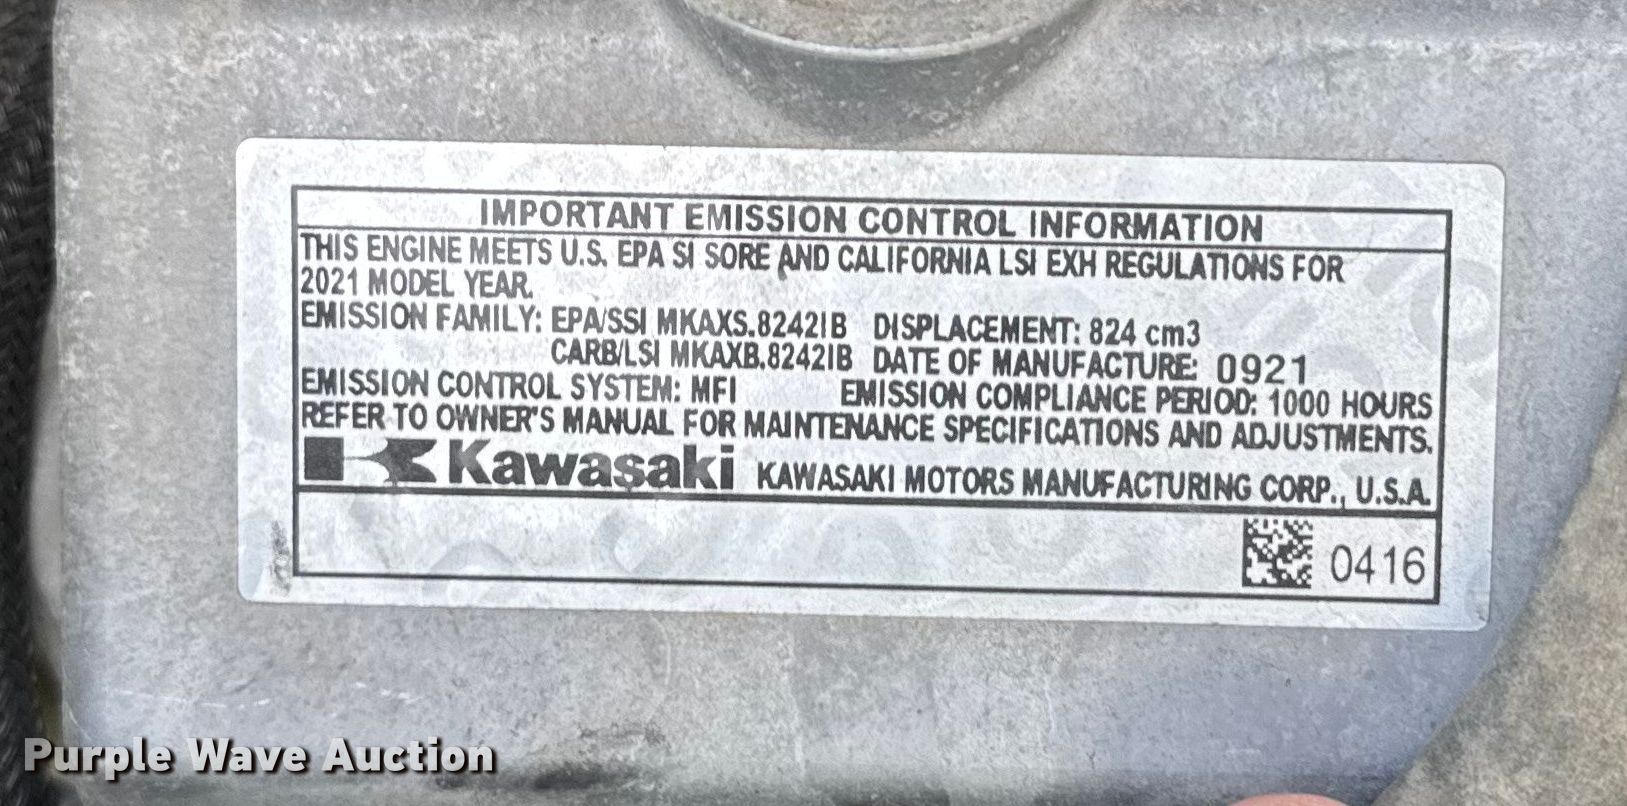 IMPORTANT EMISSION CONTROL INFORMATION
THIS ENGINE MEETS U.S. EPA SI SORE AND CALIFORNIA LSI EXH REGULATIONS FOR
2021 MODEL YEAR.
EMISSION FAMILY: EPA/SSI MKAXS.8242IB DISPLACEMENT: 824 cm3
CARB/LSI MKAXB.8242IB DATE OF MANUFACTURE: 0921
EMISSION CONTROL SYSTEM: MFI EMISSION COMPLIANCE PERIOD: 1000 HOURS
REFER TO OWNER'S MANUAL FOR MAINTENANCE SPECIFICATIONS AND ADJUSTMENTS.
Kawasaki KAWASAKI MOTORS MANUFACTURING CORP., U.S.A.
0416
Purple Wave Auction